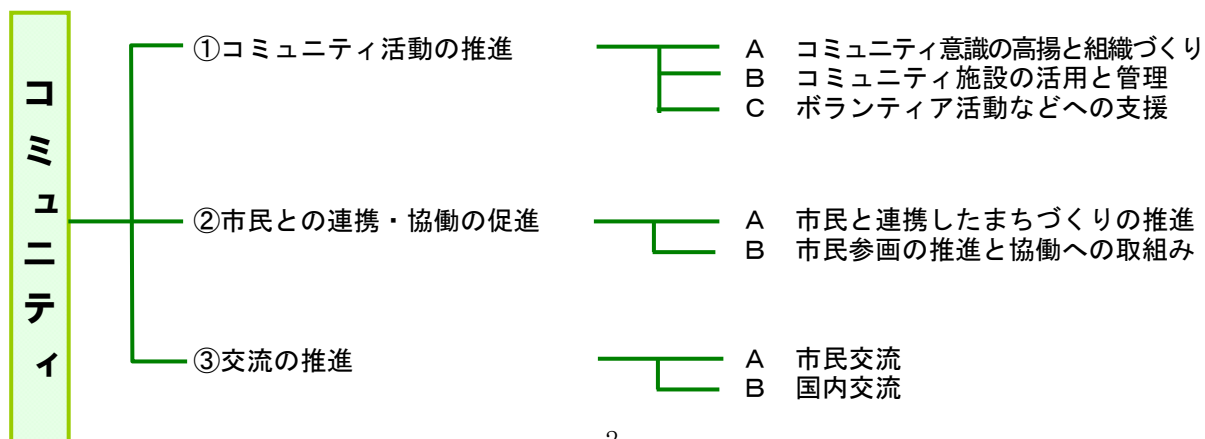 コミュニティ
①コミュニティ活動の推進
A コミュニティ意識の高揚と組織づくり
B コミュニティ施設の活用と管理
C ボランティア活動などへの支援
②市民との連携・協働の促進
A 市民と連携したまちづくりの推進
B 市民参画の推進と協働への取組み
③交流の推進
A 市民交流
B 国内交流